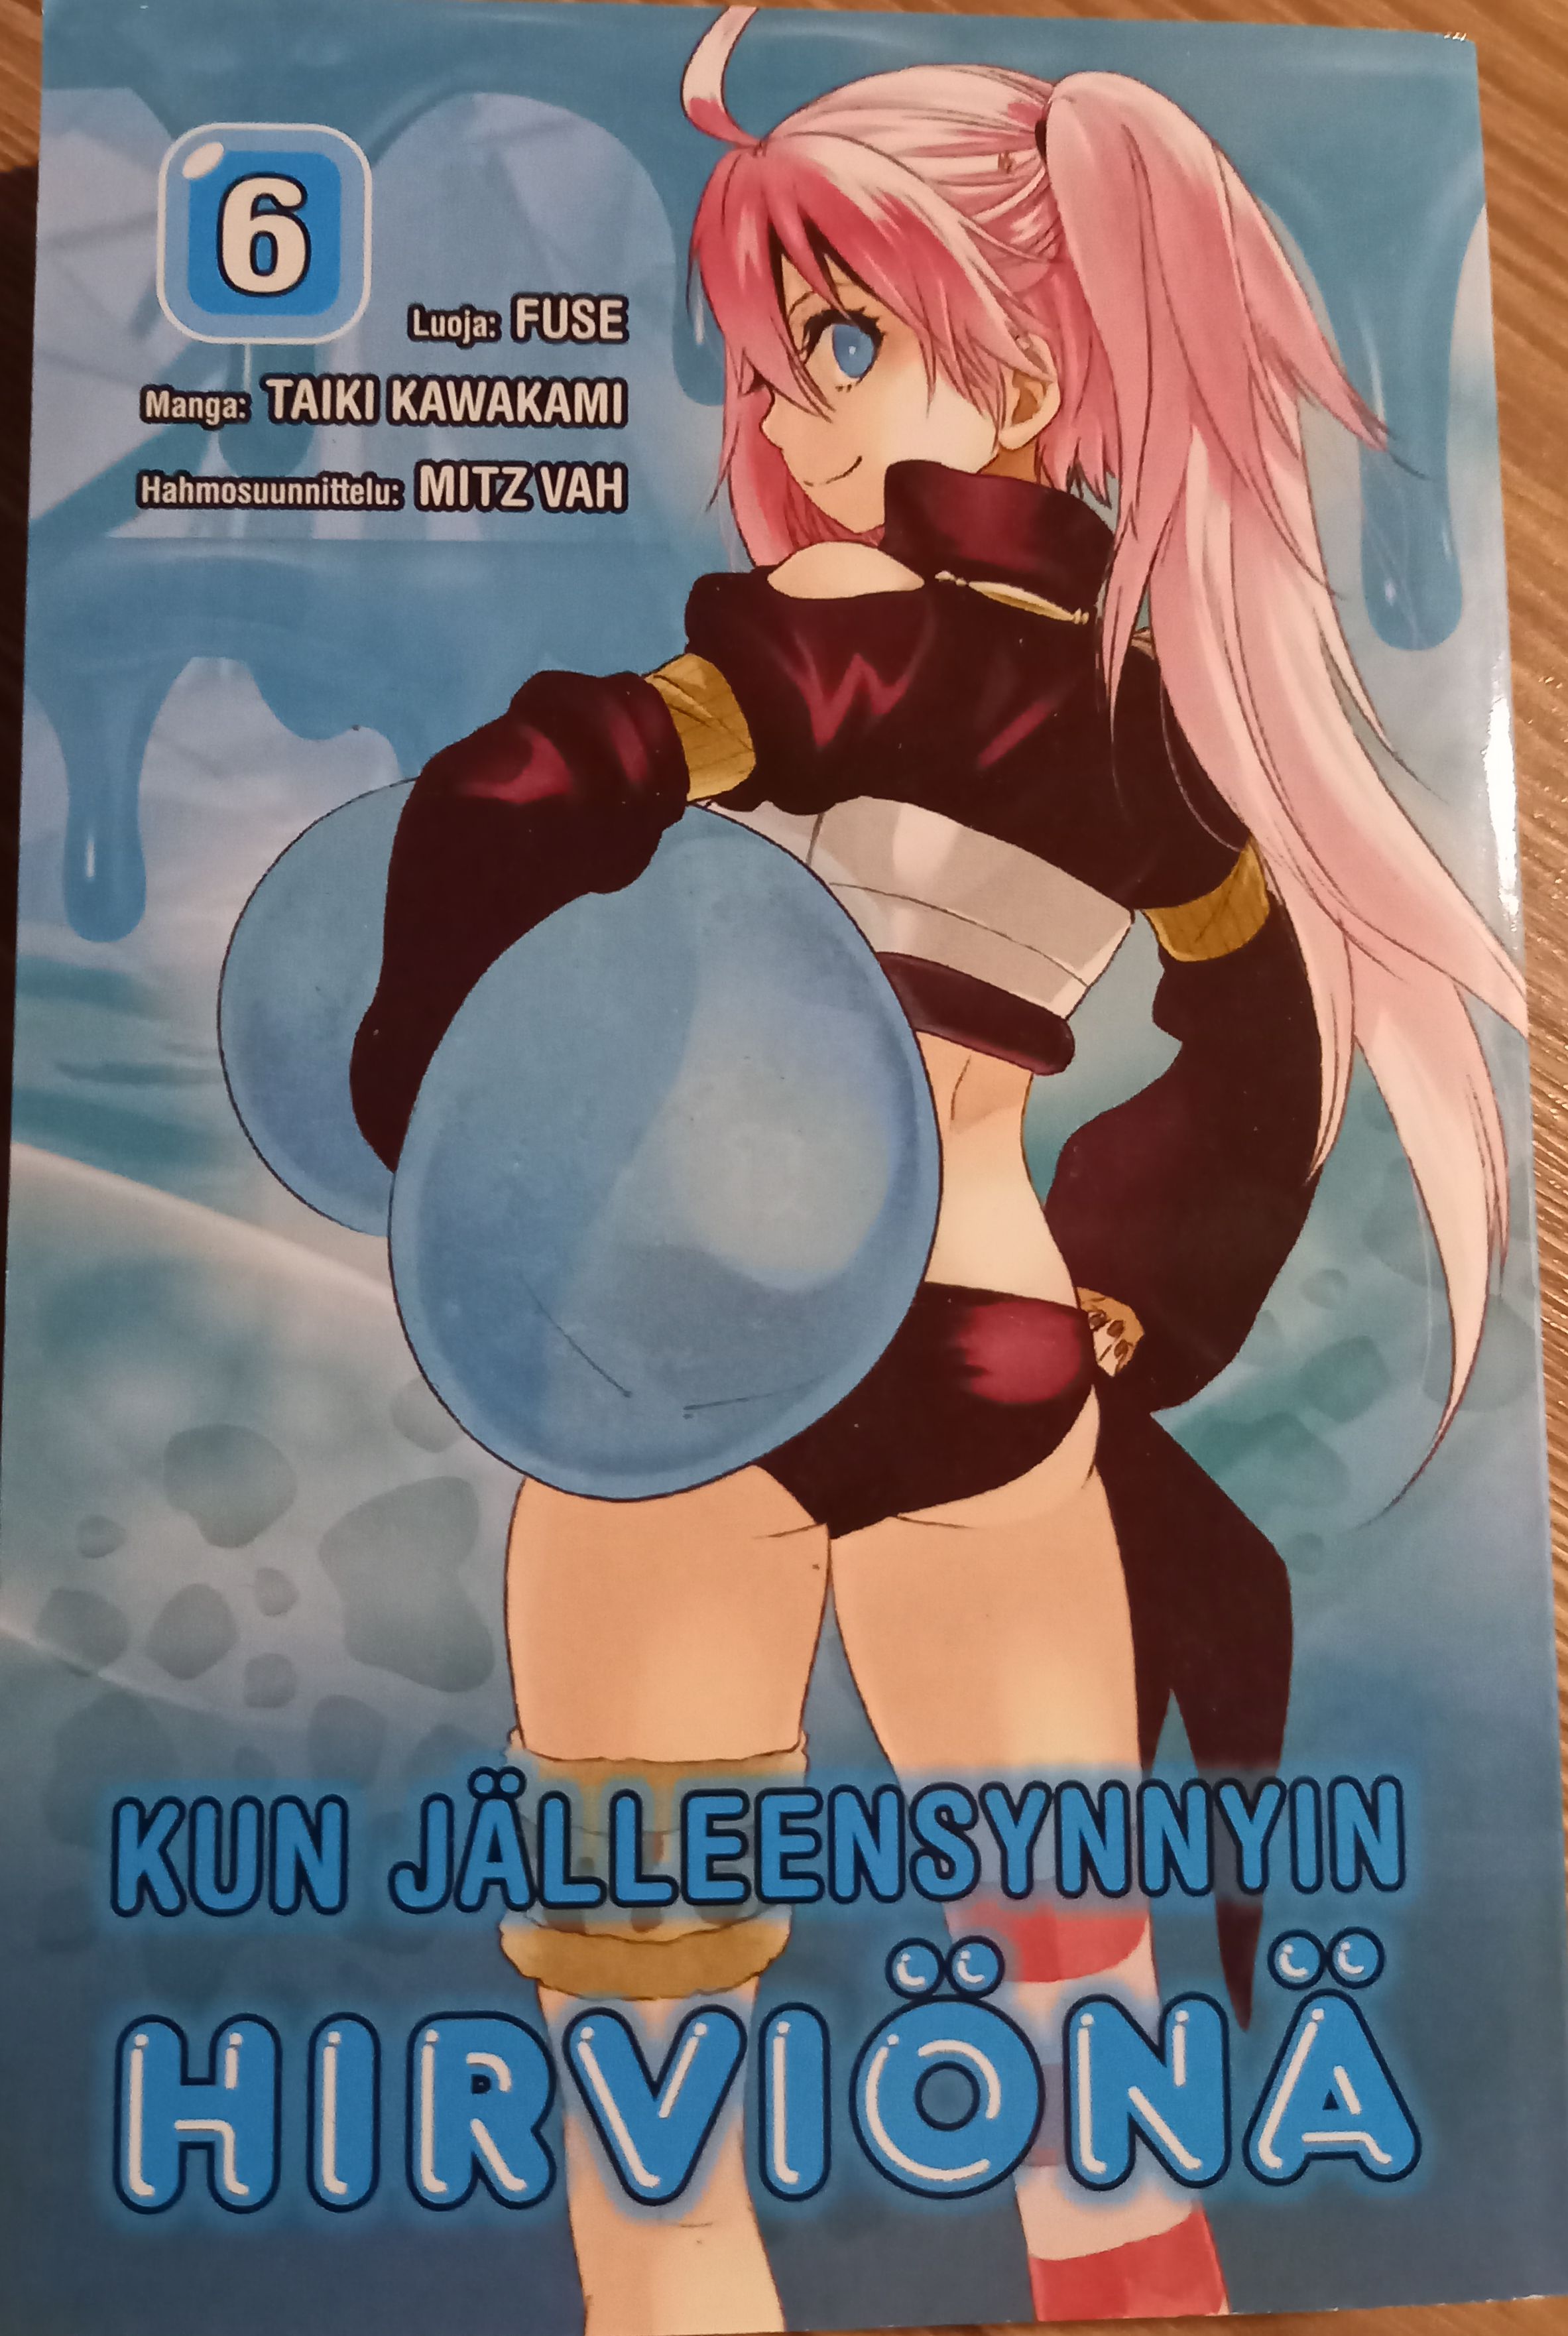 6
Luoja: FUSE
Manga: TAIKI KAWAKAMI
Hahmosuunnittelu: MITZ VAH
KUN JÄLLEENSYNNYIN
HIRVIÖNÄ